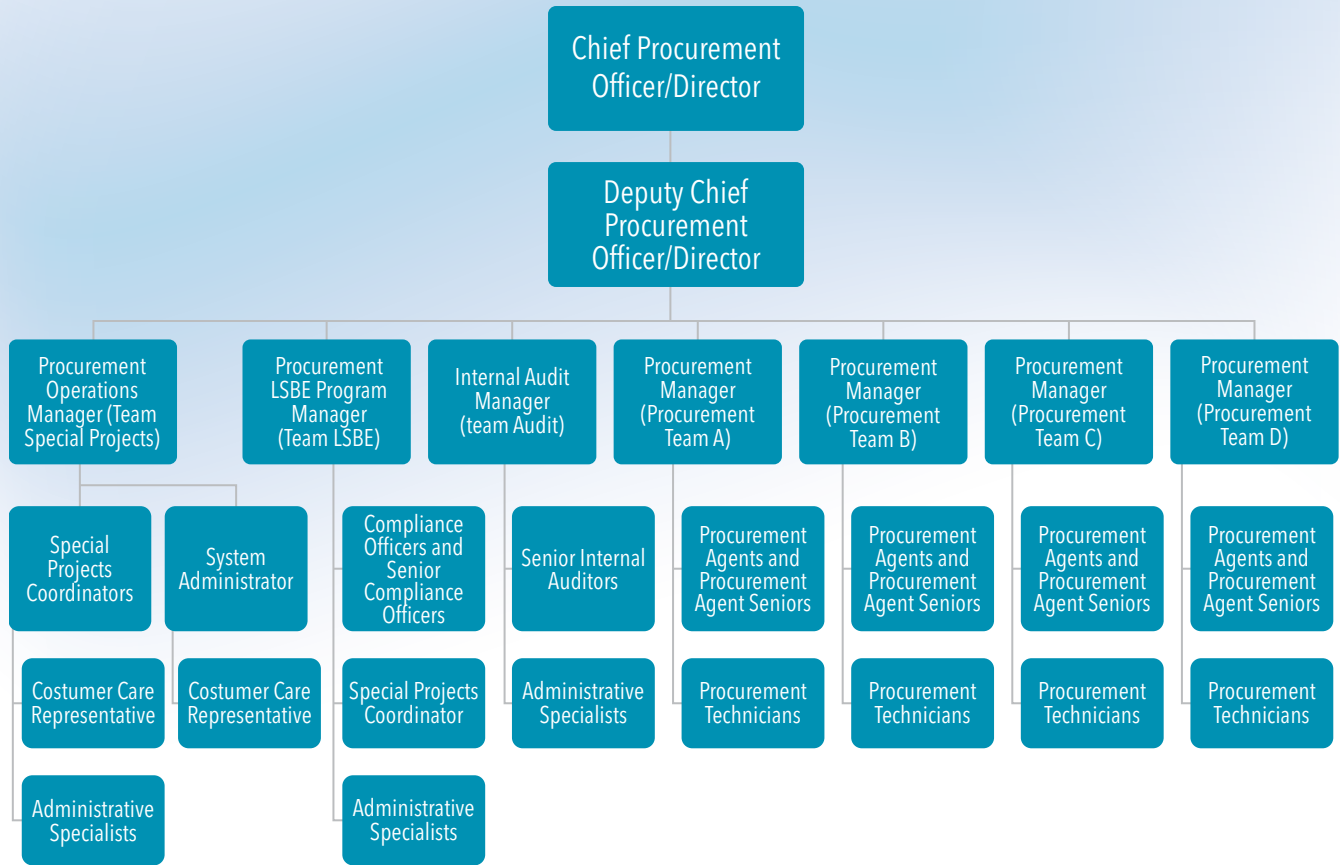 Chief Procurement
Officer/Director
Deputy Chief
Procurement
Officer/Director
Procurement
Operations
Manager (Team
Special Projects)
Procurement
LSBE Program
Manager
(Team LSBE)
Internal Audit
Manager
(team Audit)
Procurement
Manager
(Procurement
Team A)
Procurement
Manager
(Procurement
Team B)
Procurement
Manager
(Procurement
Team C)
Procurement
Manager
(Procurement
Team D)
Special
Projects
Coordinators
System
Administrator
Compliance
Officers and
Senior
Compliance
Officers
Senior Internal
Auditors
Procurement
Agents and
Procurement
Agent Seniors
Procurement
Agents and
Procurement
Agent Seniors
Procurement
Agents and
Procurement
Agent Seniors
Procurement
Agents and
Procurement
Agent Seniors
Costumer Care
Representative
Costumer Care
Representative
Special Projects
Coordinator
Administrative
Specialists
Procurement
Technicians
Procurement
Technicians
Procurement
Technicians
Procurement
Technicians
Administrative
Specialists
Administrative
Specialists